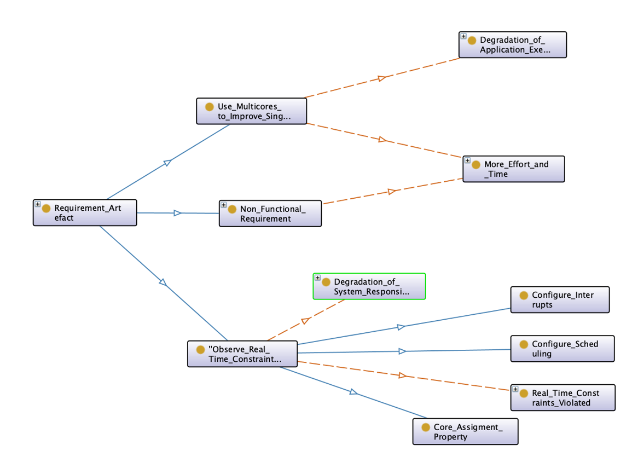 Degradation_of_
Application_Exe...
Use_Multicores_
to_Improve_Sing...
More_Effort_and
_Time
Requirement_Art
efact
Non_Functional_
Requirement
Degradation_of_
System_Responsi...
Configure_Inter
rupts
"Observe_Real_
Time_Constraint...
Configure_Sched
uling
Real_Time_Const
raints_Violated
Core_Assigment_
Property